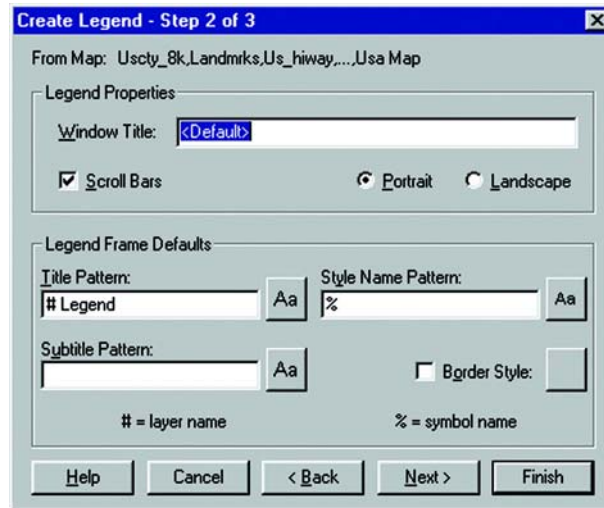 Create Legend - Step 2 of 3
From Map: Uscty_8k,Landmrks,Us_hiway,...,Usa Map
Legend Properties
Window Title: <Default>
Scroll Bars Portrait Landscape
Legend Frame Defaults
Title Pattern: Style Name Pattern:
# Legend Aa % Aa
Subtitle Pattern:
Aa Border Style:
# = layer name % = symbol name
Help Cancel < Back Next > Finish